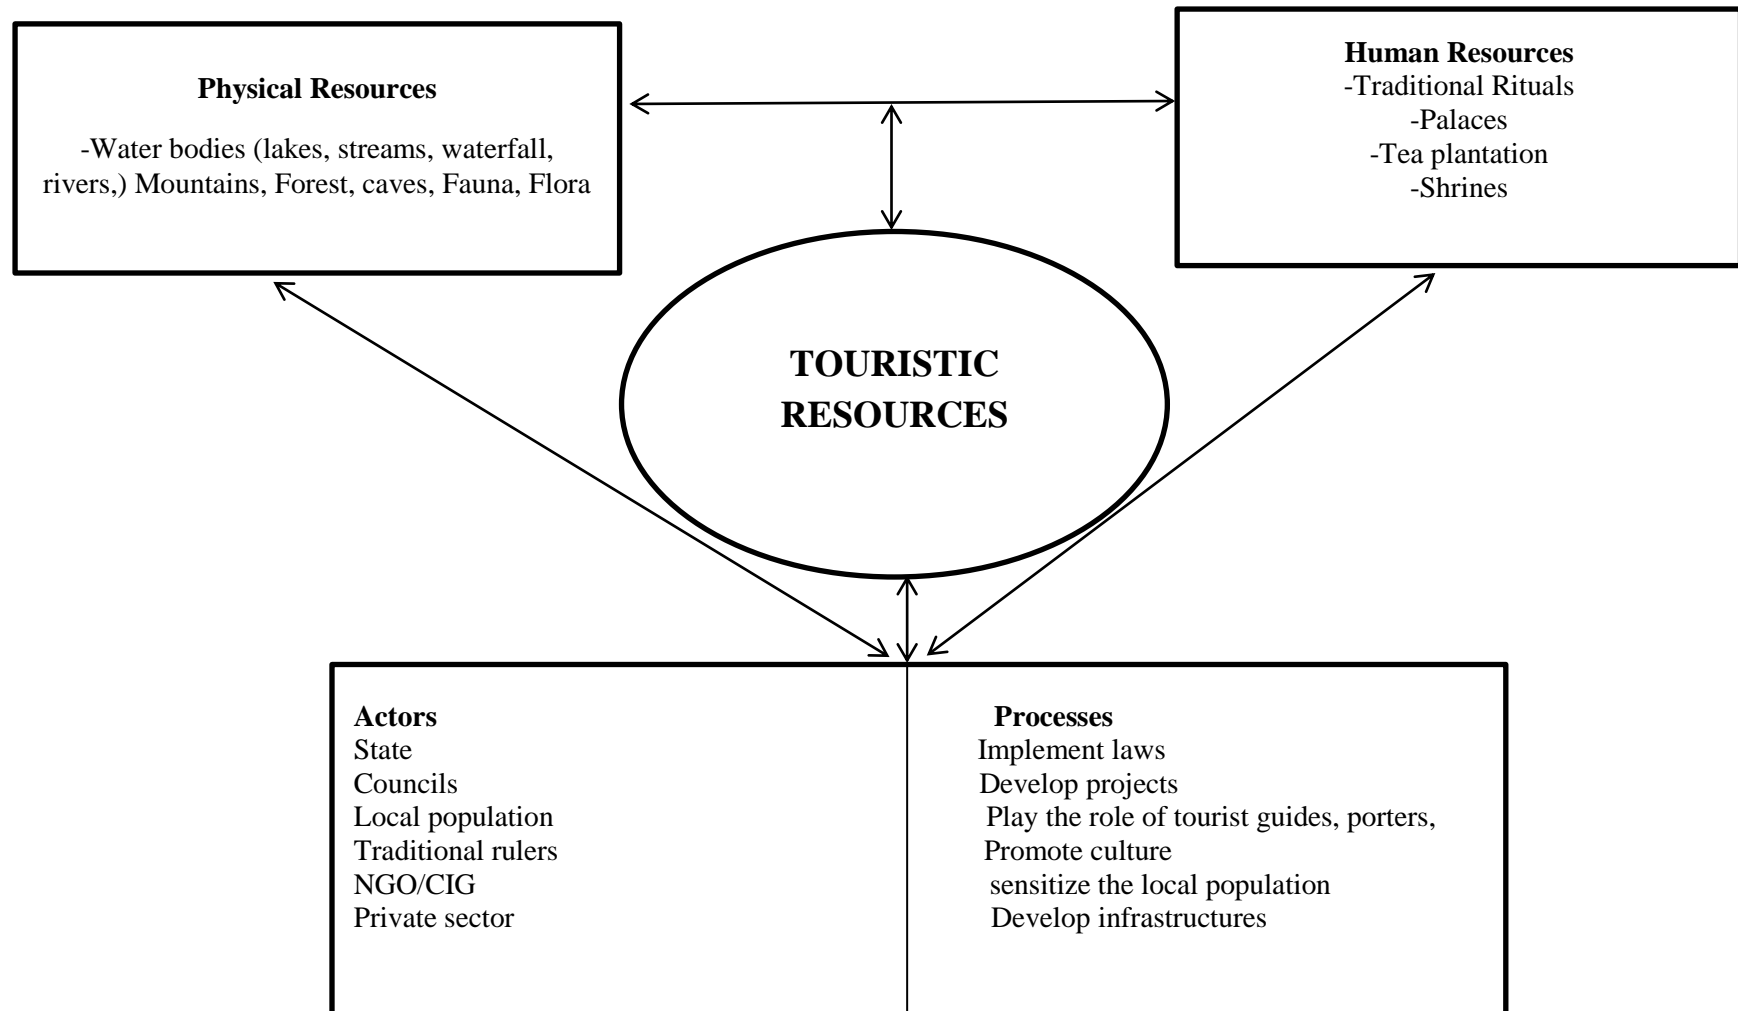 Physical Resources
-Water bodies (lakes, streams, waterfall,
rivers,) Mountains, Forest, caves, Fauna, Flora
Human Resources
-Traditional Rituals
-Palaces
-Tea plantation
-Shrines
TOURISTIC
RESOURCES
Actors
State
Councils
Local population
Traditional rulers
NGO/CIG
Private sector
Processes
Implement laws
Develop projects
Play the role of tourist guides, porters,
Promote culture
sensitize the local population
Develop infrastructures